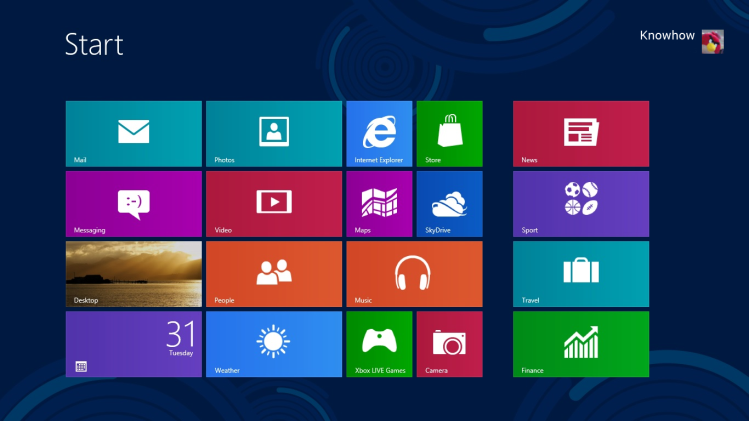 Start
Knowhow
Mail
Photos
Internet Explorer
Store
News
Messaging
:-)
Video
Maps
SkyDrive
Sport
Desktop
People
Music
Travel
31
Tuesday
Weather
Xbox LIVE Games
Camera
Finance